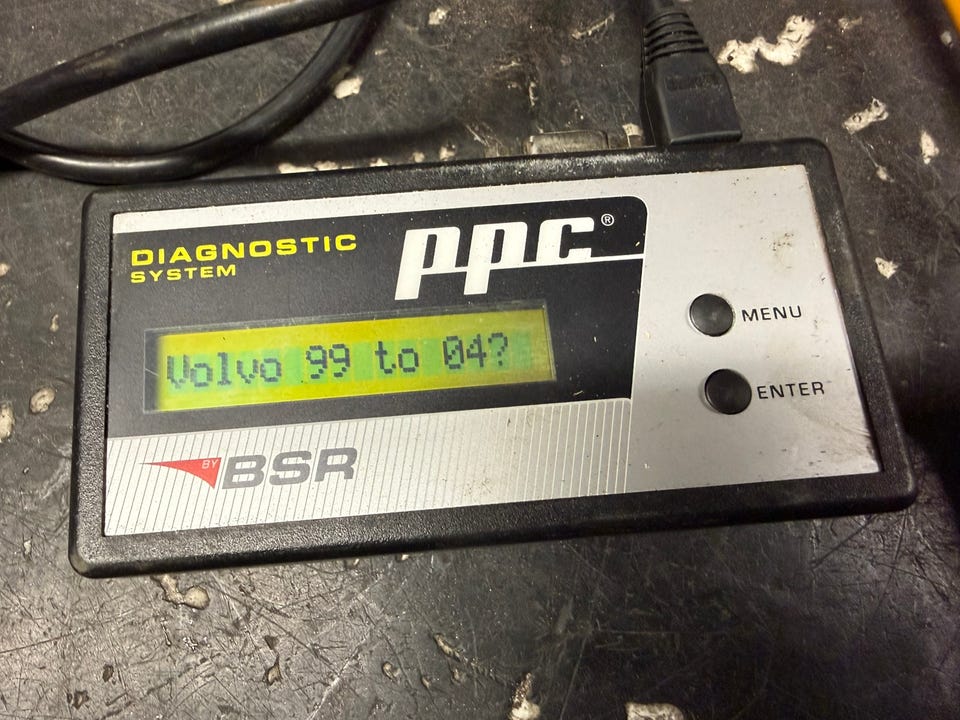 DIAGNOSTIC
SYSTEM
ppc®
Volvo 99 to 04?
MENU
ENTER
BY BSR